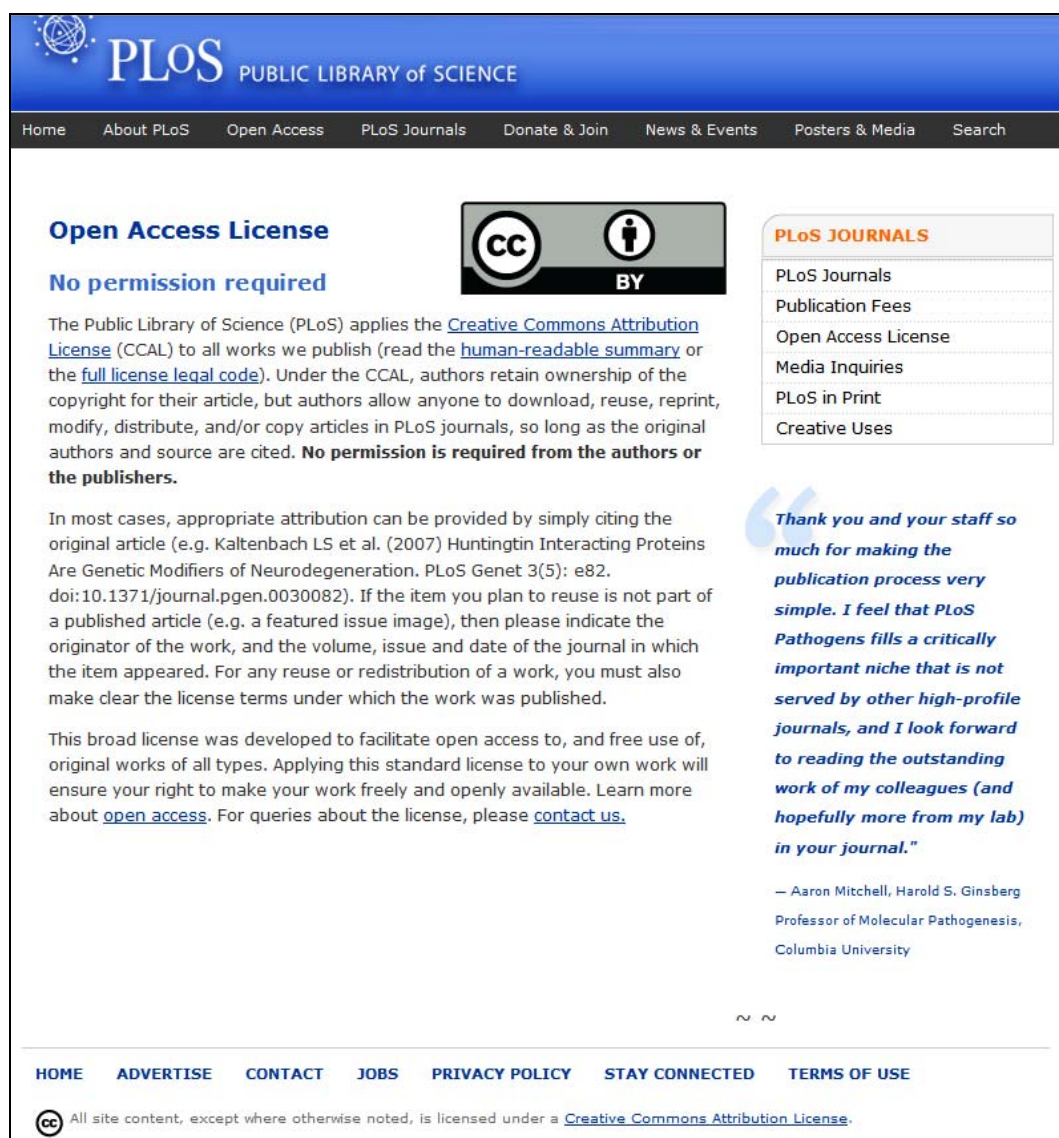 PLoS PUBLIC LIBRARY of SCIENCE
Home About PLoS Open Access PLoS Journals Donate & Join News & Events Posters & Media Search
Open Access License
No permission required
cc BY
The Public Library of Science (PLoS) applies the Creative Commons Attribution
License (CCAL) to all works we publish (read the human-readable summary or
the full license legal code). Under the CCAL, authors retain ownership of the
copyright for their article, but authors allow anyone to download, reuse, reprint,
modify, distribute, and/or copy articles in PLoS journals, so long as the original
authors and source are cited. No permission is required from the authors or
the publishers.
In most cases, appropriate attribution can be provided by simply citing the
original article (e.g. Kaltenbach LS et al. (2007) Huntingtin Interacting Proteins
Are Genetic Modifiers of Neurodegeneration. PLoS Genet 3(5): e82.
doi:10.1371/journal.pgen.0030082). If the item you plan to reuse is not part of
a published article (e.g. a featured issue image), then please indicate the
originator of the work, and the volume, issue and date of the journal in which
the item appeared. For any reuse or redistribution of a work, you must also
make clear the license terms under which the work was published.
This broad license was developed to facilitate open access to, and free use of,
original works of all types. Applying this standard license to your own work will
ensure your right to make your work freely and openly available. Learn more
about open access. For queries about the license, please contact us.
PLoS JOURNALS
PLoS Journals
Publication Fees
Open Access License
Media Inquiries
PLoS in Print
Creative Uses
“
Thank you and your staff so
much for making the
publication process very
simple. I feel that PLoS
Pathogens fills a critically
important niche that is not
served by other high-profile
journals, and I look forward
to reading the outstanding
work of my colleagues (and
hopefully more from my lab)
in your journal."
— Aaron Mitchell, Harold S. Ginsberg
Professor of Molecular Pathogenesis,
Columbia University
~ ~
HOME ADVERTISE CONTACT JOBS PRIVACY POLICY STAY CONNECTED TERMS OF USE
cc All site content, except where otherwise noted, is licensed under a Creative Commons Attribution License.